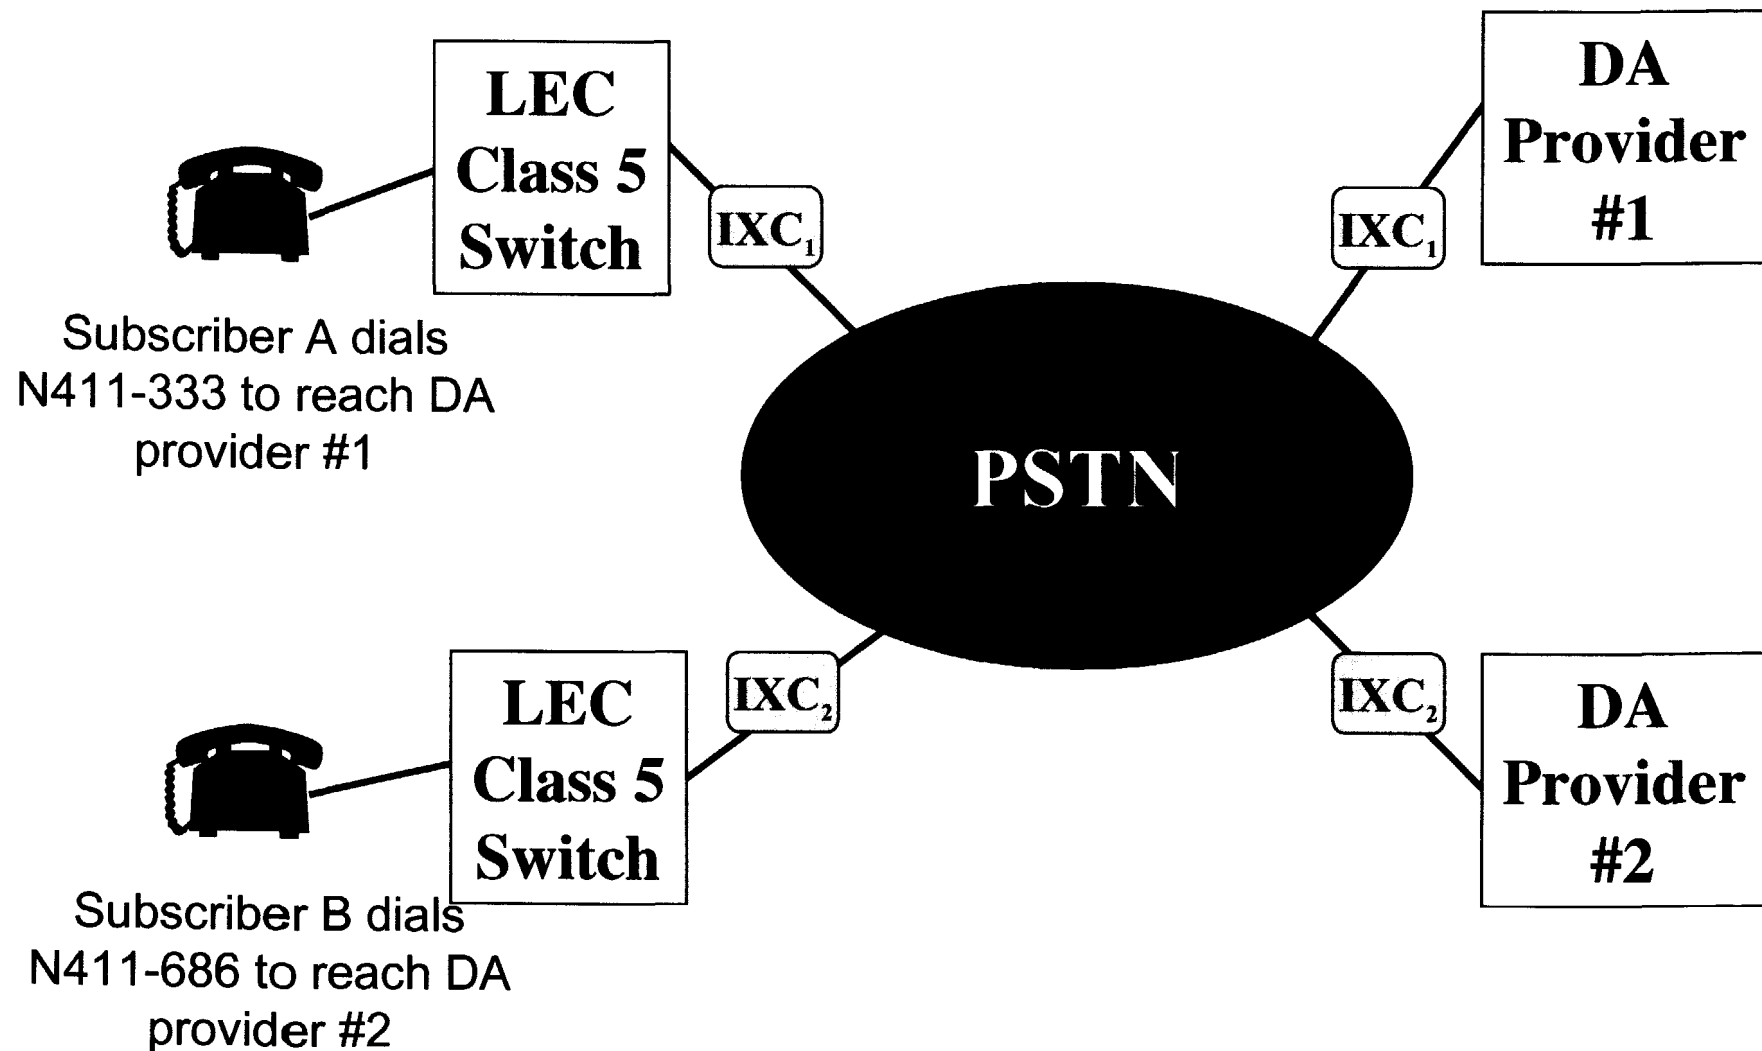 LEC
Class 5
Switch
IXC₁
IXC₁
DA
Provider
#1
Subscriber A dials
N411-333 to reach DA
provider #1
PSTN
LEC
Class 5
Switch
IXC₂
IXC₂
DA
Provider
#2
Subscriber B dials
N411-686 to reach DA
provider #2